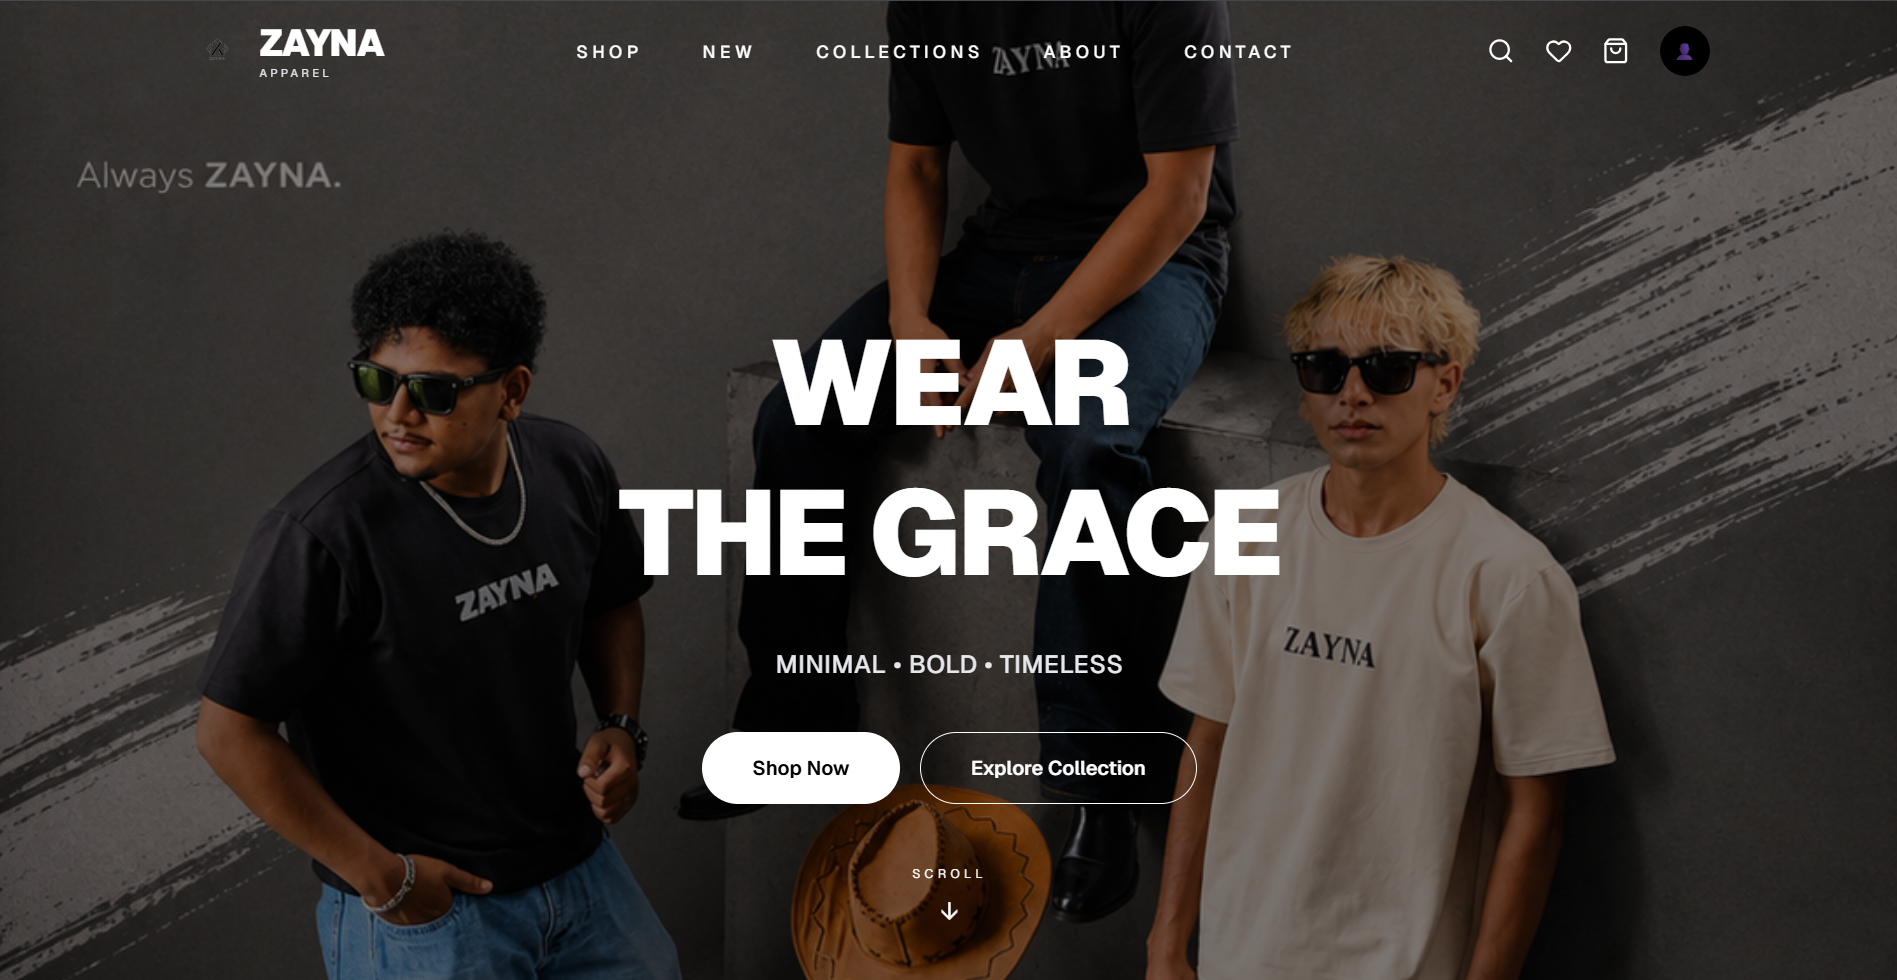 ZAYNA
APPAREL
SHOP NEW COLLECTIONS ABOUT CONTACT
ZAYNA
Always ZAYNA.
WEAR
THE GRACE
ZAYNA
ZAYNA
MINIMAL • BOLD • TIMELESS
Shop Now Explore Collection
SCROLL